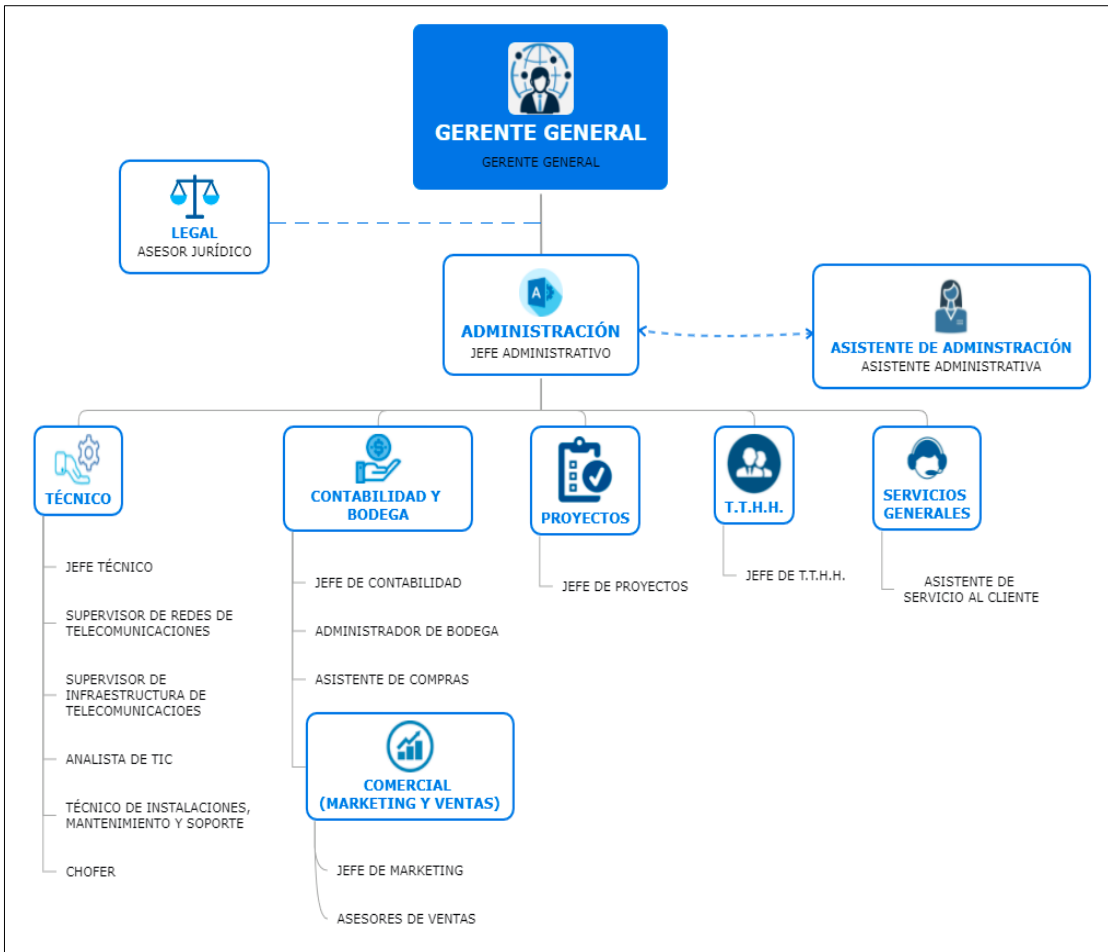 GERENTE GENERAL
GERENTE GENERAL
LEGAL
ASESOR JURÍDICO
A
ADMINISTRACIÓN
JEFE ADMINISTRATIVO
ASISTENTE DE ADMINSTRACIÓN
ASISTENTE ADMINISTRATIVA
TÉCNICO
JEFE TÉCNICO
SUPERVISOR DE REDES DE
TELECOMUNICACIONES
SUPERVISOR DE
INFRAESTRUCTURA DE
TELECOMUNICACIOES
ANALISTA DE TIC
TÉCNICO DE INSTALACIONES,
MANTENIMIENTO Y SOPORTE
CHOFER
$
CONTABILIDAD Y
BODEGA
JEFE DE CONTABILIDAD
ADMINISTRADOR DE BODEGA
ASISTENTE DE COMPRAS
COMERCIAL
(MARKETING Y VENTAS)
JEFE DE MARKETING
ASESORES DE VENTAS
PROYECTOS
JEFE DE PROYECTOS
T.T.H.H.
JEFE DE T.T.H.H.
SERVICIOS
GENERALES
ASISTENTE DE
SERVICIO AL CLIENTE